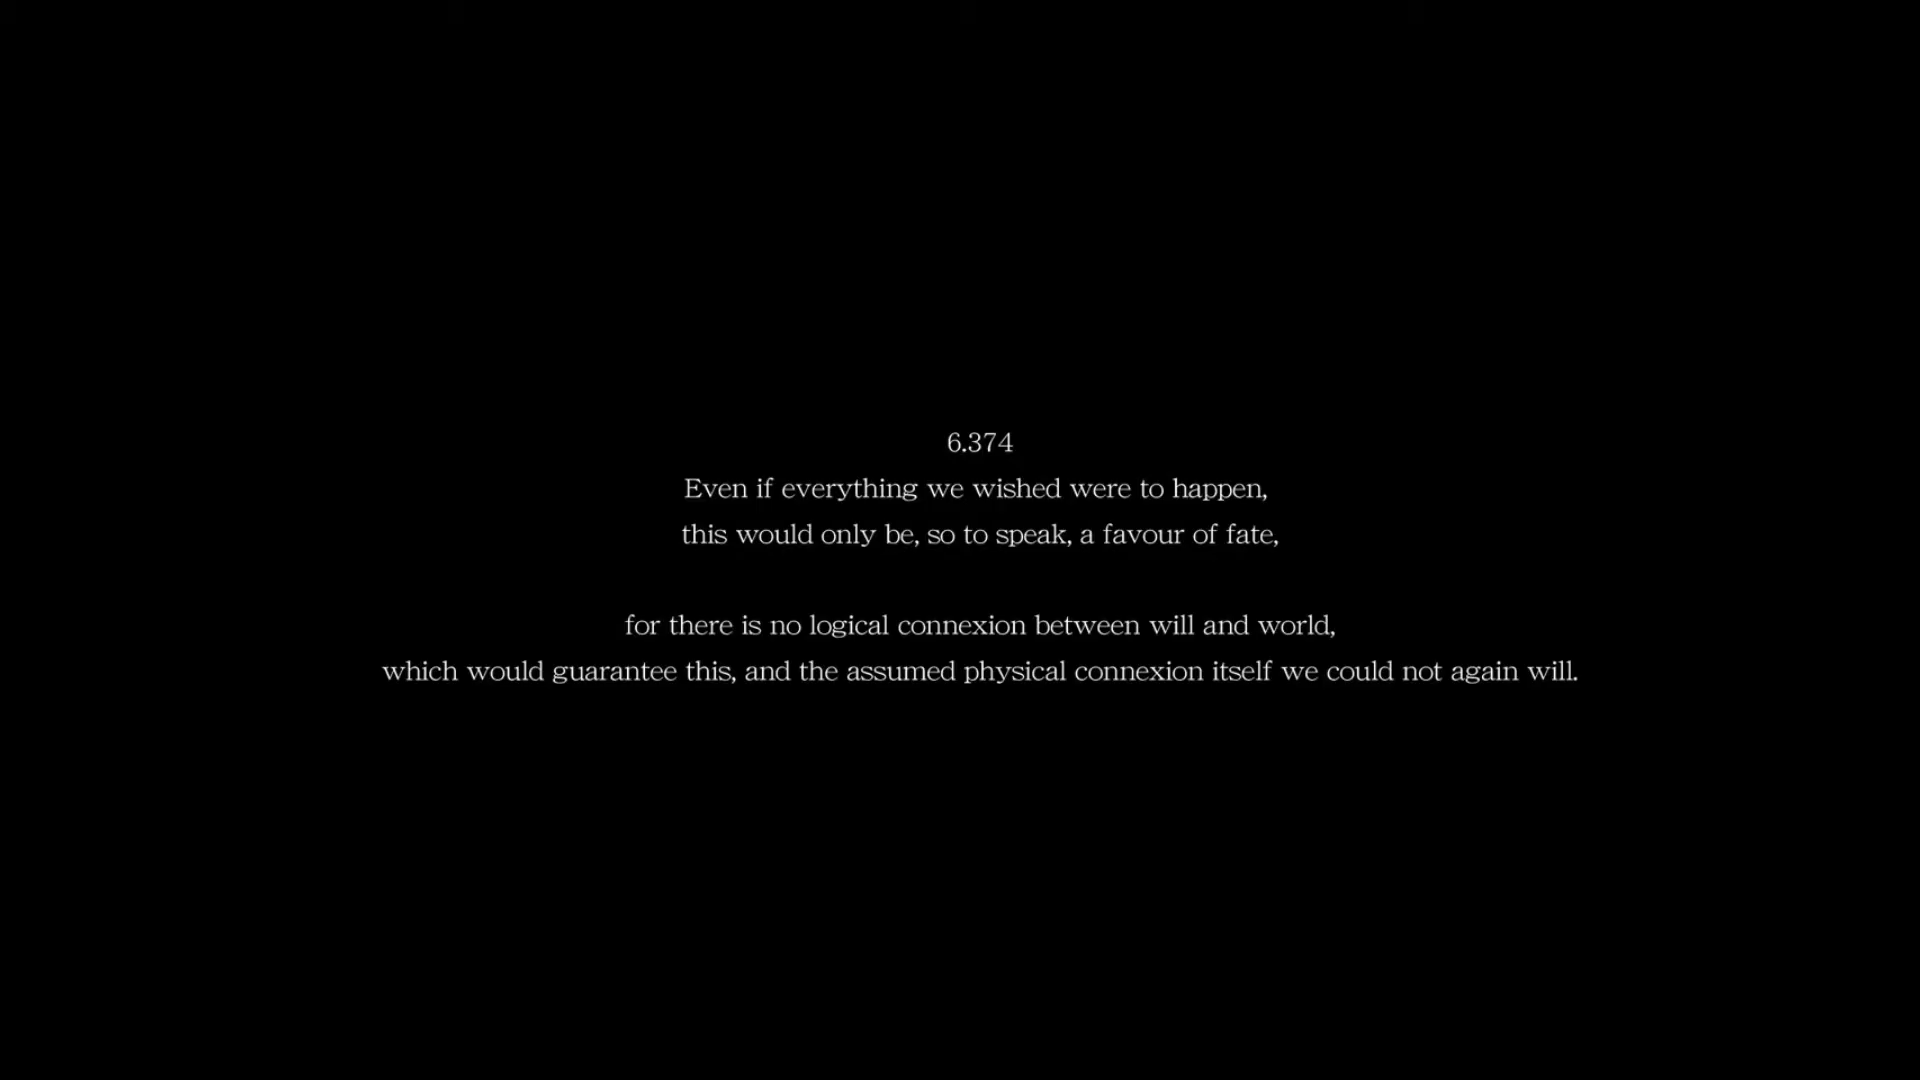 6.374
Even if everything we wished were to happen,
this would only be, so to speak, a favour of fate,
for there is no logical connexion between will and world,
which would guarantee this, and the assumed physical connexion itself we could not again will.